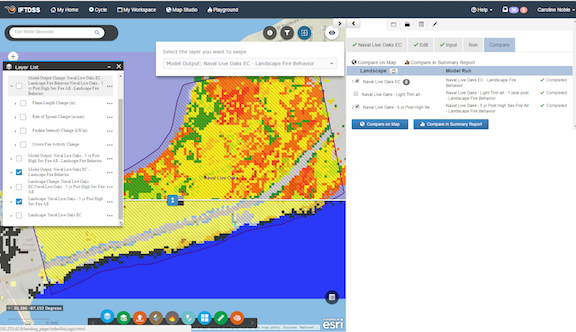 IFTDSS
My Home
Cycle
My Workspace
Map Studio
Playground
Help
Caroline Noble
Esri World Geocoder
Select the layer you want to swipe
Model Output: Naval Live Oaks EC - Landscape Fire Behavior
Layer List
Model Output Change: Naval Live Oaks
EC - Landscape Fire Behavior/Naval Live Oaks - 5
yr Post High Sev Fire All - Landscape Fire
Behavior
Flame Length Change (m)
Rate of Spread Change (m/min)
Fireline Intensity Change (kW/m)
Crown Fire Activity Change
Model Output: Naval Live Oaks - 5 yr Post
High Sev Fire All - Landscape Fire Behavior
Model Output: Naval Live Oaks EC -
Landscape Fire Behavior
Landscape Change: Naval Live Oaks
EC/Naval Live Oaks - 5 yr Post High Sev Fire
All
Landscape: Naval Live Oaks - 5 yr Post
High Sev Fire All
Landscape: Naval Live Oaks EC
Naval Live Oaks
Degrees
POWERED BY
esri
Naval Live Oaks EC
Edit
Input
Run
Compare
Compare on Map
Compare in Summary Report
Landscape
Model Run
1
Naval Live Oaks EC
Naval Live Oaks EC - Landscape Fire
Behavior
Completed
Naval Live Oaks - Light Thin all -
Naval Live Oaks - Light Thin all - 1 year post
- Landscape Fire Behavior
Completed
2
Naval Live Oaks - 5 yr Post High Se
Naval Live Oaks - 5 yr Post High Sev Fire All
- Landscape Fire Behavior
Completed
Compare on Map
Compare in Summary Report